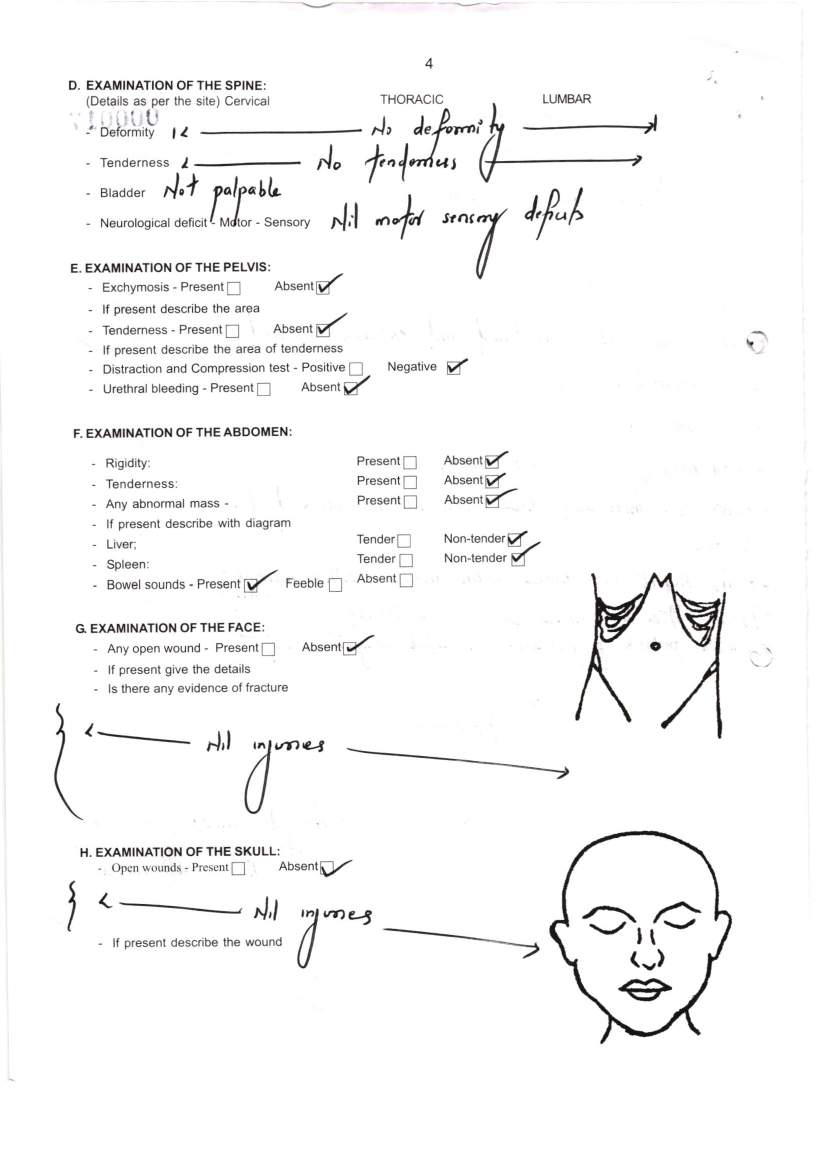 4
D. EXAMINATION OF THE SPINE:
(Details as per the site) Cervical THORACIC LUMBAR
- Deformity No deformity
- Tenderness No tenderness
- Bladder Not palpable
- Neurological deficit - Motor - Sensory Nil motor sensory deficits
E. EXAMINATION OF THE PELVIS:
- Exchymosis - Present ☐ Absent ☑
- If present describe the area
- Tenderness - Present ☐ Absent ☑
- If present describe the area of tenderness
- Distraction and Compression test - Positive ☐ Negative ☑
- Urethral bleeding - Present ☐ Absent ☑
F. EXAMINATION OF THE ABDOMEN:
- Rigidity: Present ☐ Absent ☑
- Tenderness: Present ☐ Absent ☑
- Any abnormal mass - Present ☐ Absent ☑
- If present describe with diagram
- Liver; Tender ☐ Non-tender ☑
- Spleen: Tender ☐ Non-tender ☑
- Bowel sounds - Present ☑ Feeble ☐ Absent ☐
G. EXAMINATION OF THE FACE:
- Any open wound - Present ☐ Absent ☑
- If present give the details
- Is there any evidence of fracture
Nil injuries
H. EXAMINATION OF THE SKULL:
- Open wounds - Present ☐ Absent ☑
Nil injuries
- If present describe the wound